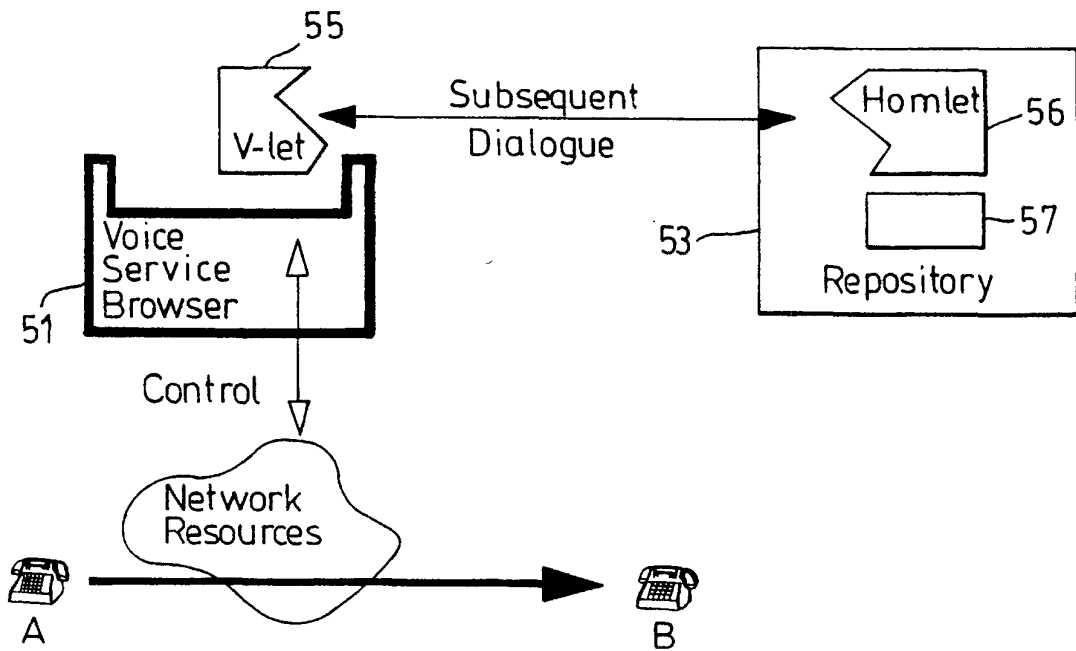 55
V-let
Subsequent
Dialogue
Homlet
56
57
53
Repository
Voice
Service
Browser
51
Control
Network
Resources
A
B